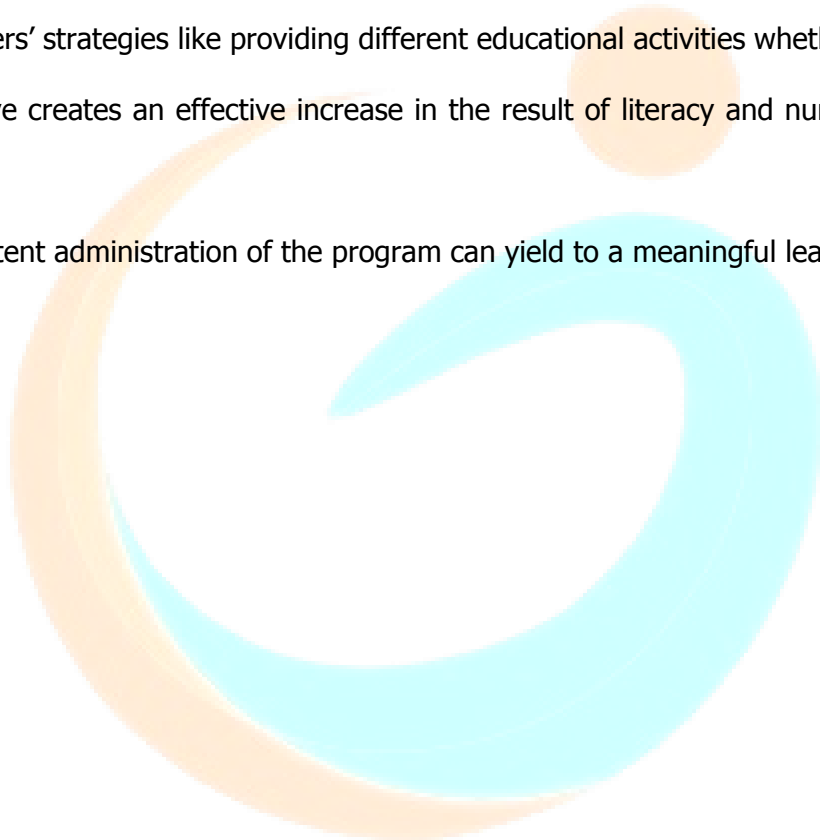 ers’ strategies like providing different educational activities wheth
ve creates an effective increase in the result of literacy and nu
tent administration of the program can yield to a meaningful lea